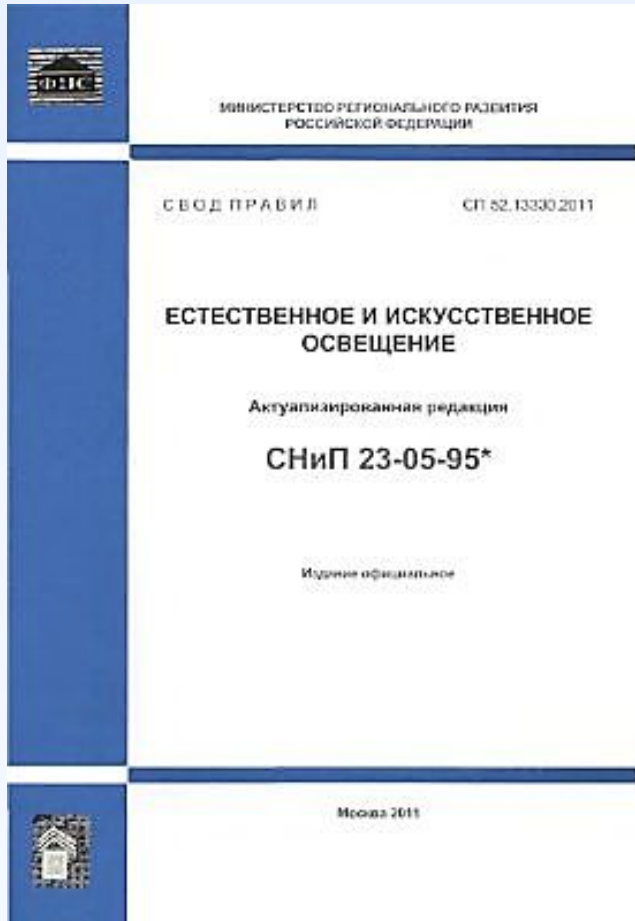 ФЦС
МИНИСТЕРСТВО РЕГИОНАЛЬНОГО РАЗВИТИЯ
РОССИЙСКОЙ ФЕДЕРАЦИИ
СВОД ПРАВИЛ
СП 52.13330.2011
ЕСТЕСТВЕННОЕ И ИСКУССТВЕННОЕ
ОСВЕЩЕНИЕ
Актуализированная редакция
СНиП 23-05-95*
Издание официальное
Москва 2011